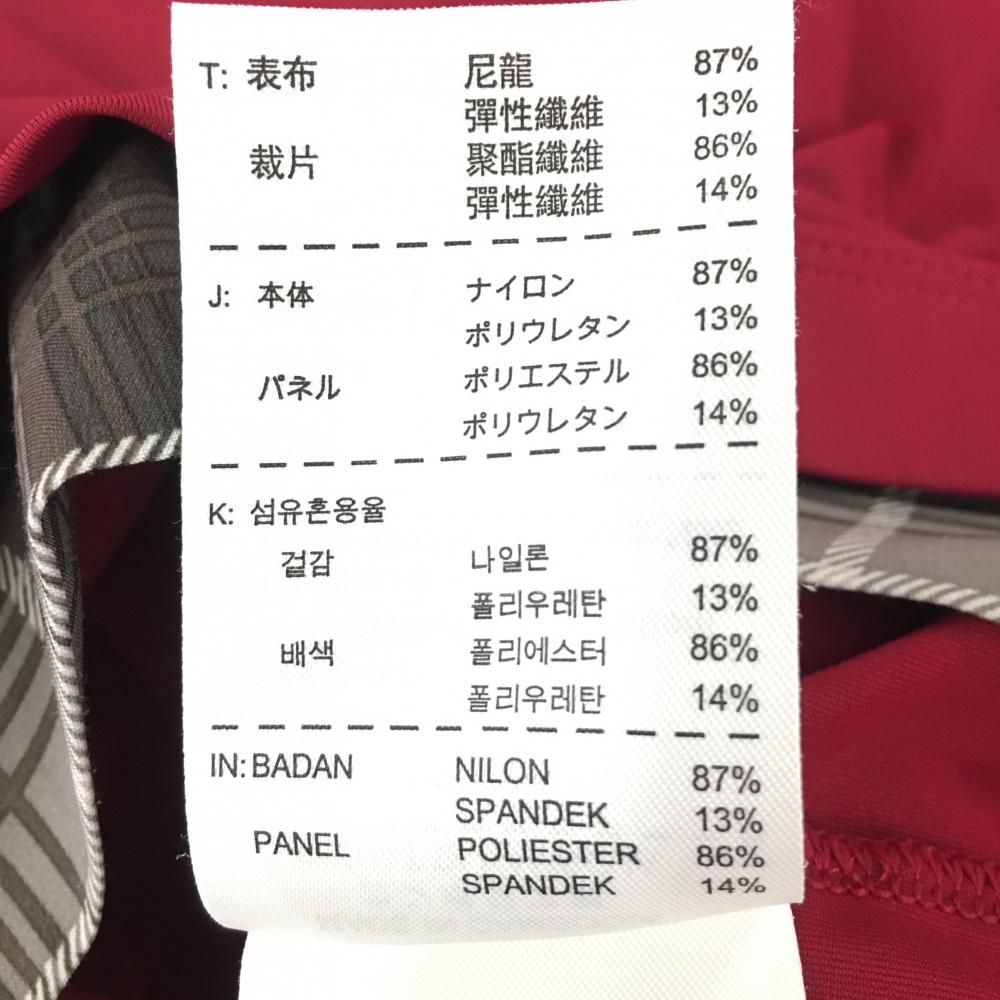 T: 表布 尼龍 87%
彈性纖維 13%
裁片 聚酯纖維 86%
彈性纖維 14%
J: 本体 ナイロン 87%
ポリウレタン 13%
パネル ポリエステル 86%
ポリウレタン 14%
K: 섬유혼용율
겉감 나일론 87%
폴리우레탄 13%
배색 폴리에스터 86%
폴리우레탄 14%
IN: BADAN NILON 87%
SPANDEK 13%
PANEL POLIESTER 86%
SPANDEK 14%